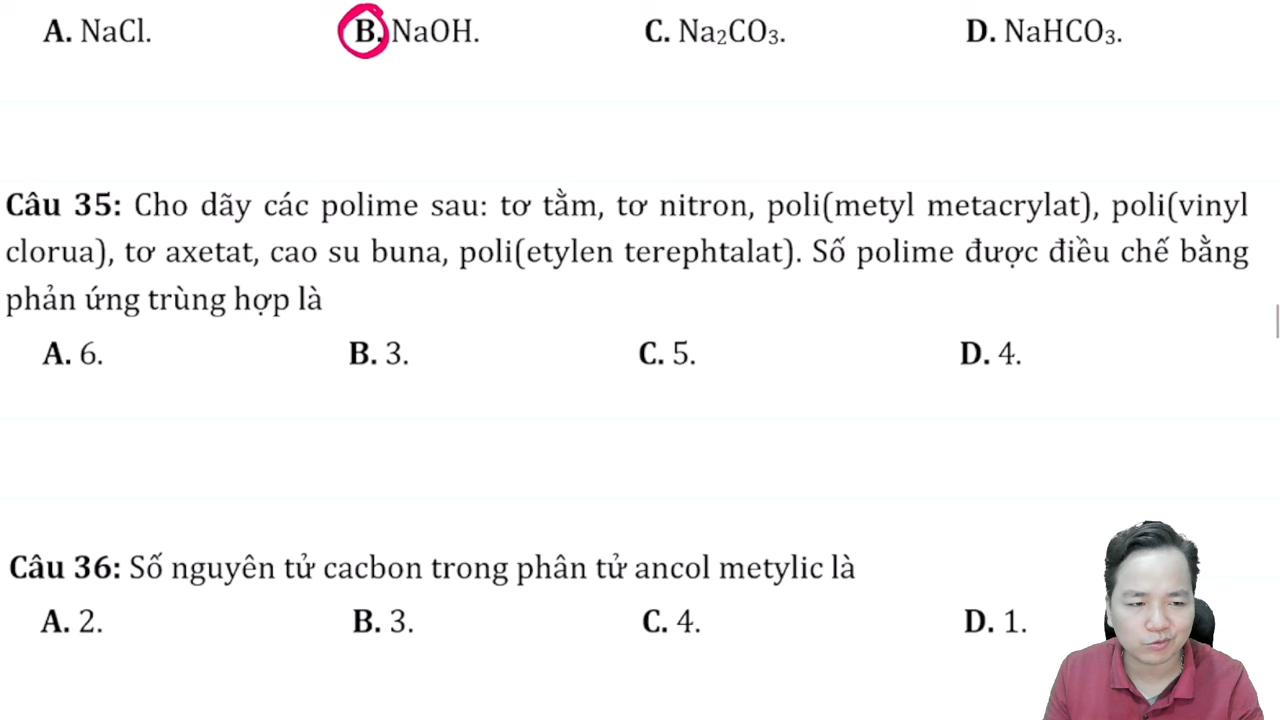 A. NaCl. B. NaOH. C. Na₂CO₃. D. NaHCO₃.
Câu 35: Cho dãy các polime sau: tơ tằm, tơ nitron, poli(metyl metacrylat), poli(vinyl
clorua), tơ axetat, cao su buna, poli(etylen terephtalat). Số polime được điều chế bằng
phản ứng trùng hợp là
A. 6. B. 3. C. 5. D. 4.
Câu 36: Số nguyên tử cacbon trong phân tử ancol metylic là
A. 2. B. 3. C. 4. D. 1.